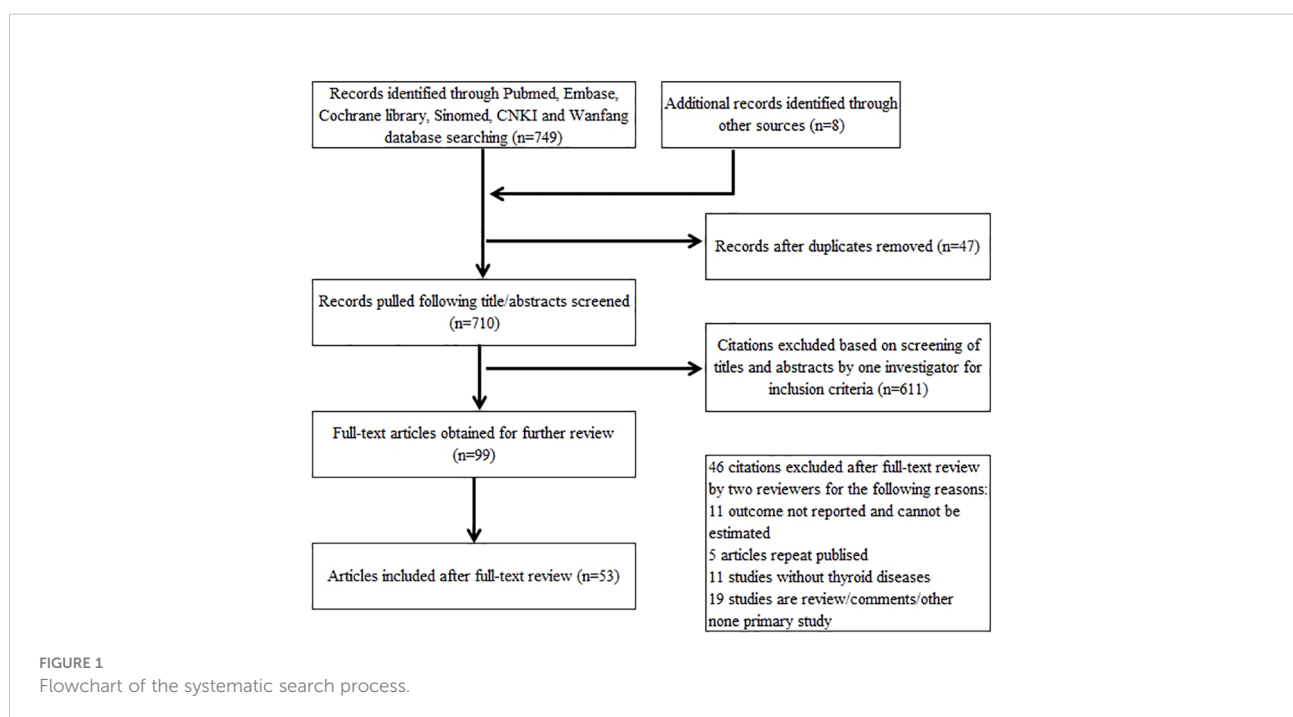 Records identified through Pubmed, Embase,
Cochrane library, Sinomed, CNKI and Wanfang
database searching (n=749)
Additional records identified through
other sources (n=8)
Records after duplicates removed (n=47)
Records pulled following title/abstracts screened
(n=710)
Citations excluded based on screening of
titles and abstracts by one investigator for
inclusion criteria (n=611)
Full-text articles obtained for further review
(n=99)
46 citations excluded after full-text review
by two reviewers for the following reasons:
11 outcome not reported and cannot be
estimated
5 articles repeat publised
11 studies without thyroid diseases
19 studies are review/comments/other
none primary study
Articles included after full-text review (n=53)
FIGURE 1
Flowchart of the systematic search process.